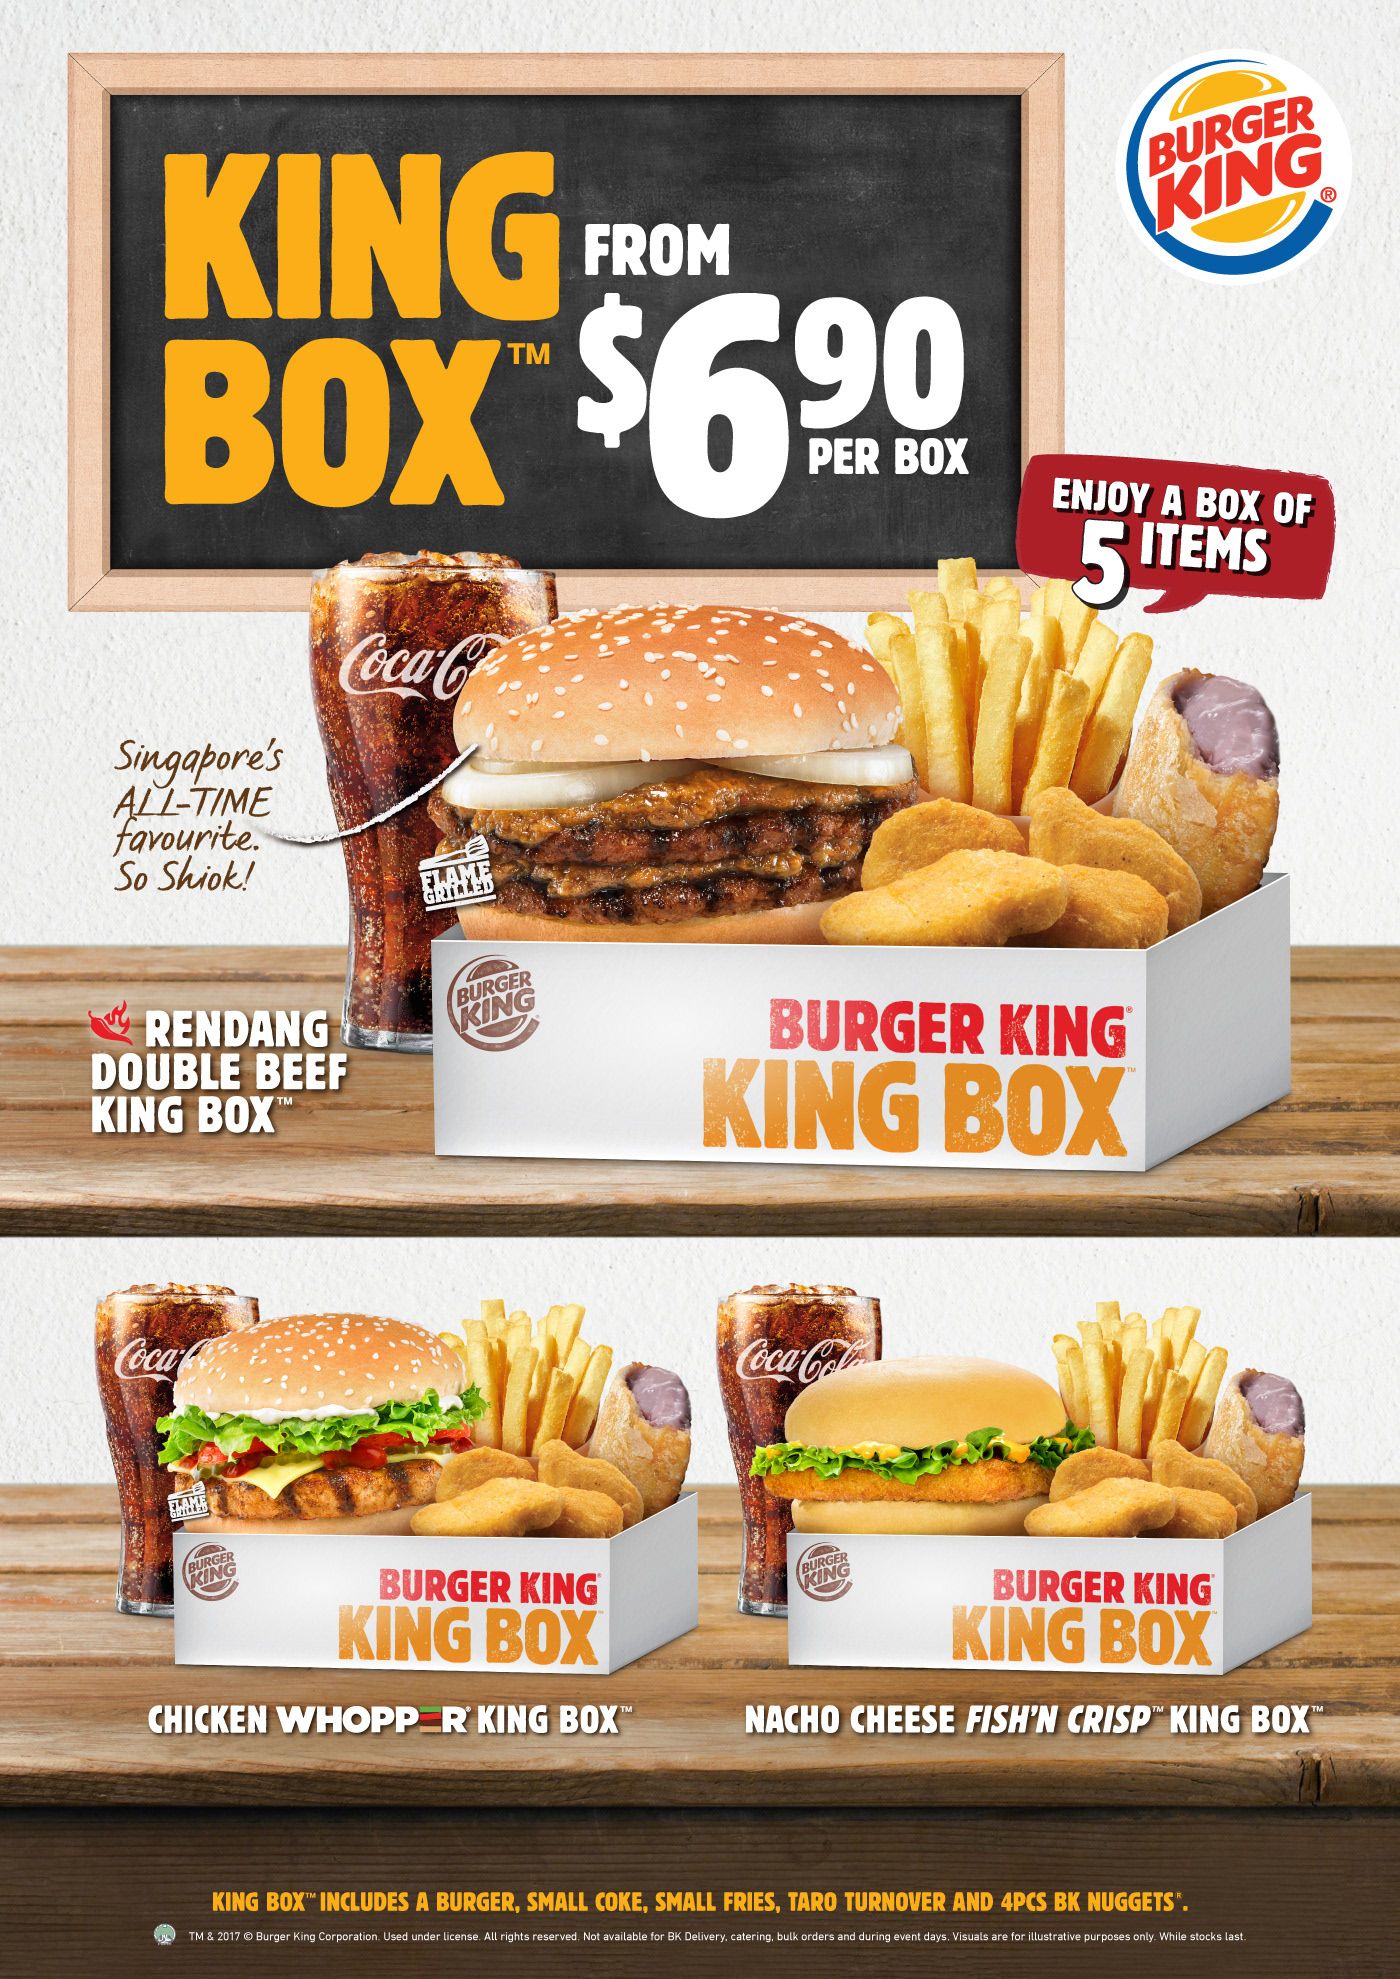 KING
BOX™
FROM
$6.90
PER BOX
BURGER
KING®
ENJOY A BOX OF
5 ITEMS
Coca-Co
Singapore's
ALL-TIME
favourite.
So Shiok!
FLAME
GRILLED
RENDANG
DOUBLE BEEF
KING BOX™
BURGER
KING
BURGER KING®
KING BOX™
Coca-C
FLAME
GRILLED
BURGER
KING
BURGER KING®
KING BOX™
Coca-Cola
BURGER
KING
BURGER KING®
KING BOX™
CHICKEN WHOPPER® KING BOX™
NACHO CHEESE FISH'N CRISP™ KING BOX™
KING BOX™ INCLUDES A BURGER, SMALL COKE, SMALL FRIES, TARO TURNOVER AND 4PCS BK NUGGETS®.
TM & 2017 © Burger King Corporation. Used under license. All rights reserved. Not available for BK Delivery, catering, bulk orders and during event days. Visuals are for illustrative purposes only. While stocks last.